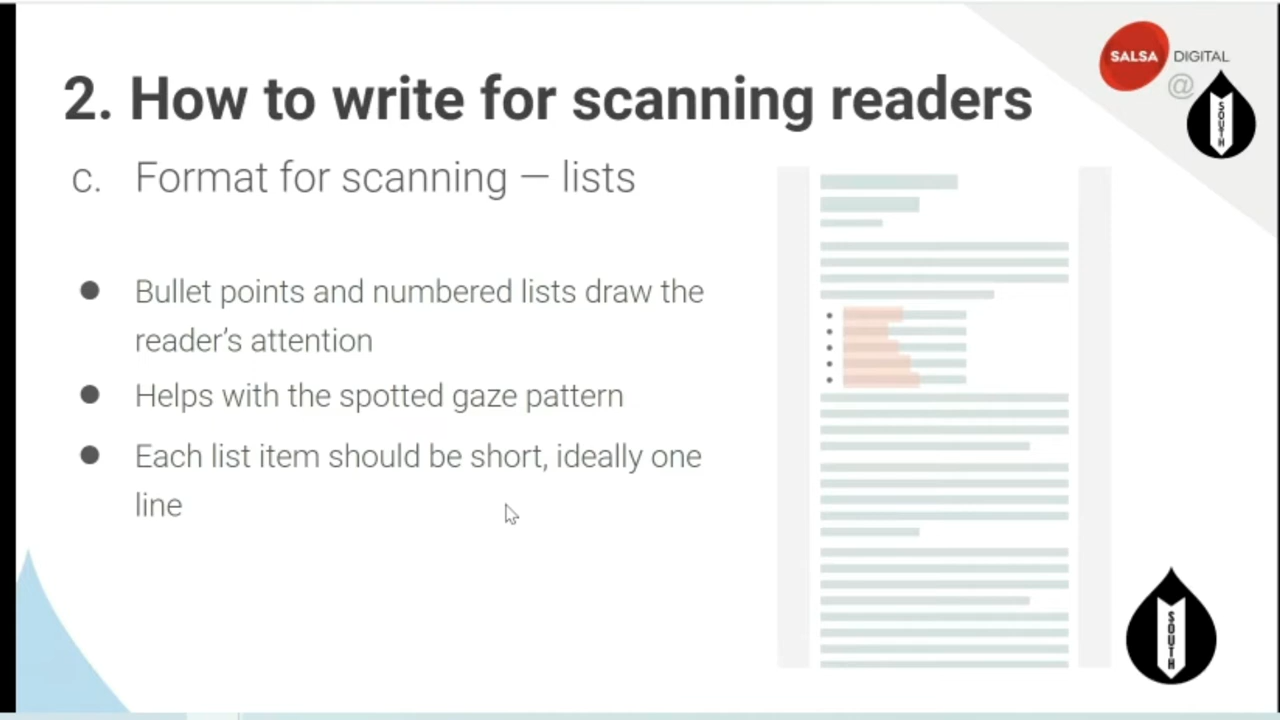 SALSA DIGITAL
@
SOUTH
2. How to write for scanning readers
c. Format for scanning — lists
● Bullet points and numbered lists draw the
reader’s attention
● Helps with the spotted gaze pattern
● Each list item should be short, ideally one
line
SOUTH